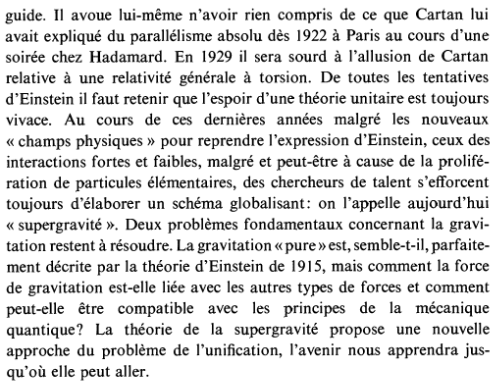 guide. Il avoue lui-même n'avoir rien compris de ce que Cartan lui
avait expliqué du parallélisme absolu dès 1922 à Paris au cours d'une
soirée chez Hadamard. En 1929 il sera sourd à l'allusion de Cartan
relative à une relativité générale à torsion. De toutes les tentatives
d'Einstein il faut retenir que l'espoir d'une théorie unitaire est toujours
vivace. Au cours de ces dernières années malgré les nouveaux
« champs physiques » pour reprendre l'expression d'Einstein, ceux des
interactions fortes et faibles, malgré et peut-être à cause de la prolifé-
ration de particules élémentaires, des chercheurs de talent s'efforcent
toujours d'élaborer un schéma globalisant : on l'appelle aujourd'hui
« supergravité ». Deux problèmes fondamentaux concernant la gravi-
tation restent à résoudre. La gravitation « pure » est, semble-t-il, parfaite-
ment décrite par la théorie d'Einstein de 1915, mais comment la force
de gravitation est-elle liée avec les autres types de forces et comment
peut-elle être compatible avec les principes de la mécanique
quantique? La théorie de la supergravité propose une nouvelle
approche du problème de l'unification, l'avenir nous apprendra jus-
qu'où elle peut aller.